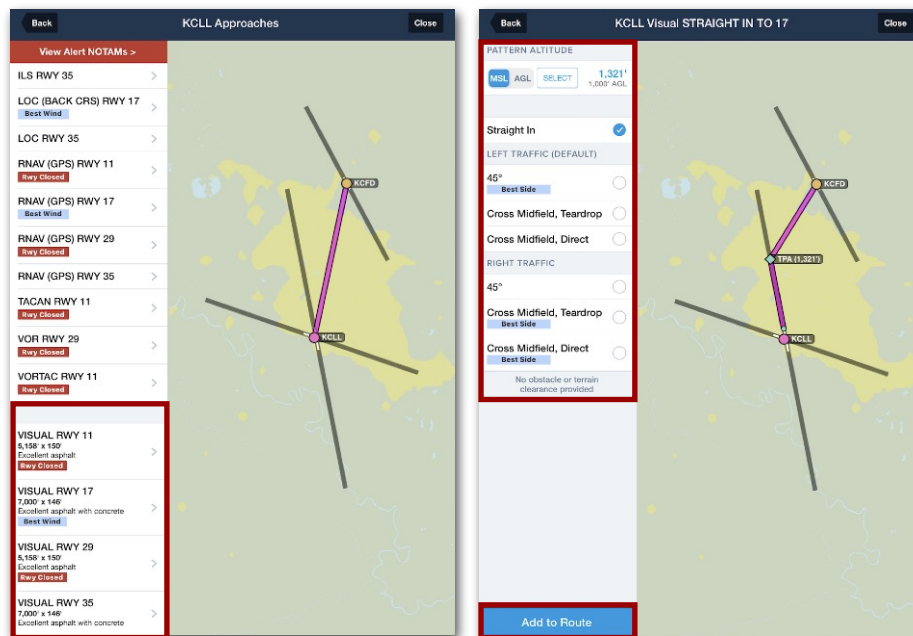 Back
KCLL Approaches
Close
View Alert NOTAMs >
ILS RWY 35
LOC (BACK CRS) RWY 17
Best Wind
LOC RWY 35
RNAV (GPS) RWY 11
Rwy Closed
RNAV (GPS) RWY 17
Best Wind
RNAV (GPS) RWY 29
Rwy Closed
RNAV (GPS) RWY 35
TACAN RWY 11
Rwy Closed
VOR RWY 29
Rwy Closed
VORTAC RWY 11
Rwy Closed
VISUAL RWY 11
5,158' x 150'
Excellent asphalt
Rwy Closed
VISUAL RWY 17
7,000' x 146'
Excellent asphalt with concrete
Best Wind
VISUAL RWY 29
5,158' x 150'
Excellent asphalt
Rwy Closed
VISUAL RWY 35
7,000' x 146'
Excellent asphalt with concrete
KCFD
KCLL
Back
KCLL Visual STRAIGHT IN TO 17
Close
PATTERN ALTITUDE
MSL AGL SELECT 1,321'
1,000' AGL
Straight In
LEFT TRAFFIC (DEFAULT)
45°
Best Side
Cross Midfield, Teardrop
Cross Midfield, Direct
RIGHT TRAFFIC
45°
Cross Midfield, Teardrop
Best Side
Cross Midfield, Direct
Best Side
No obstacle or terrain
clearance provided
Add to Route
KCFD
TPA (1,321')
KCLL